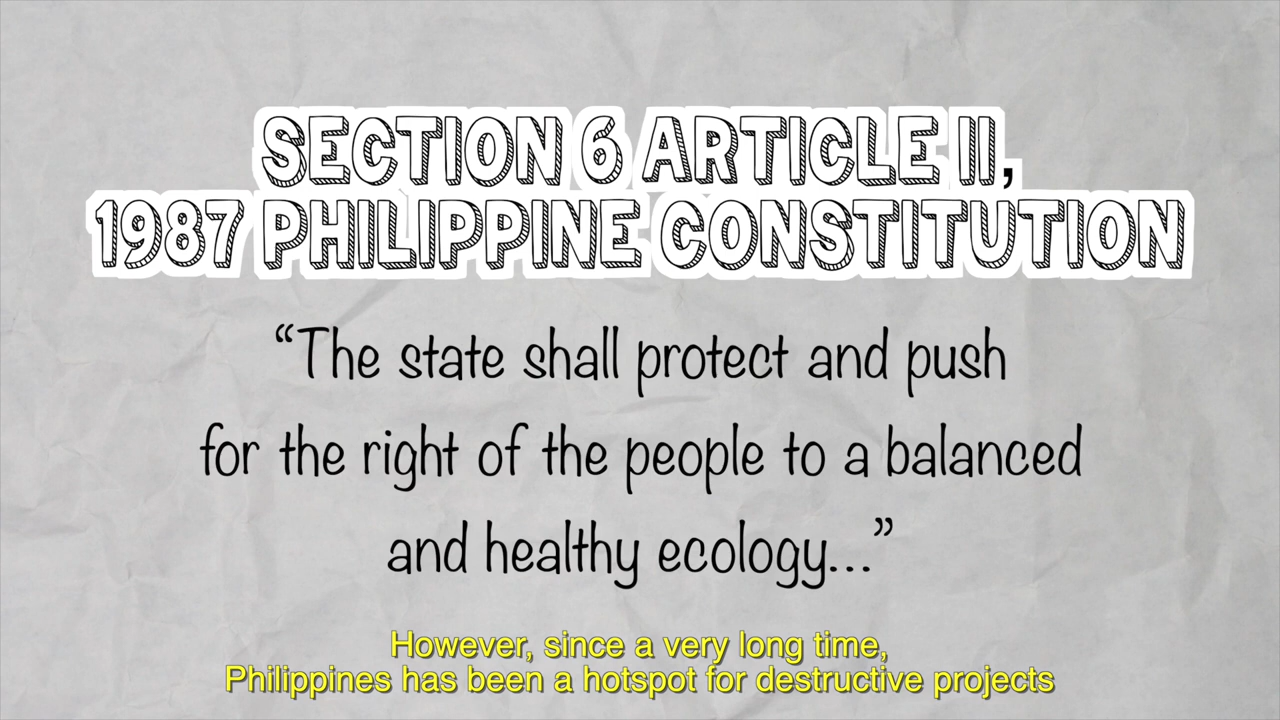 SECTION 6 ARTICLE II,
1987 PHILIPPINE CONSTITUTION
“The state shall protect and push
for the right of the people to a balanced
and healthy ecology...”
However, since a very long time,
Philippines has been a hotspot for destructive projects